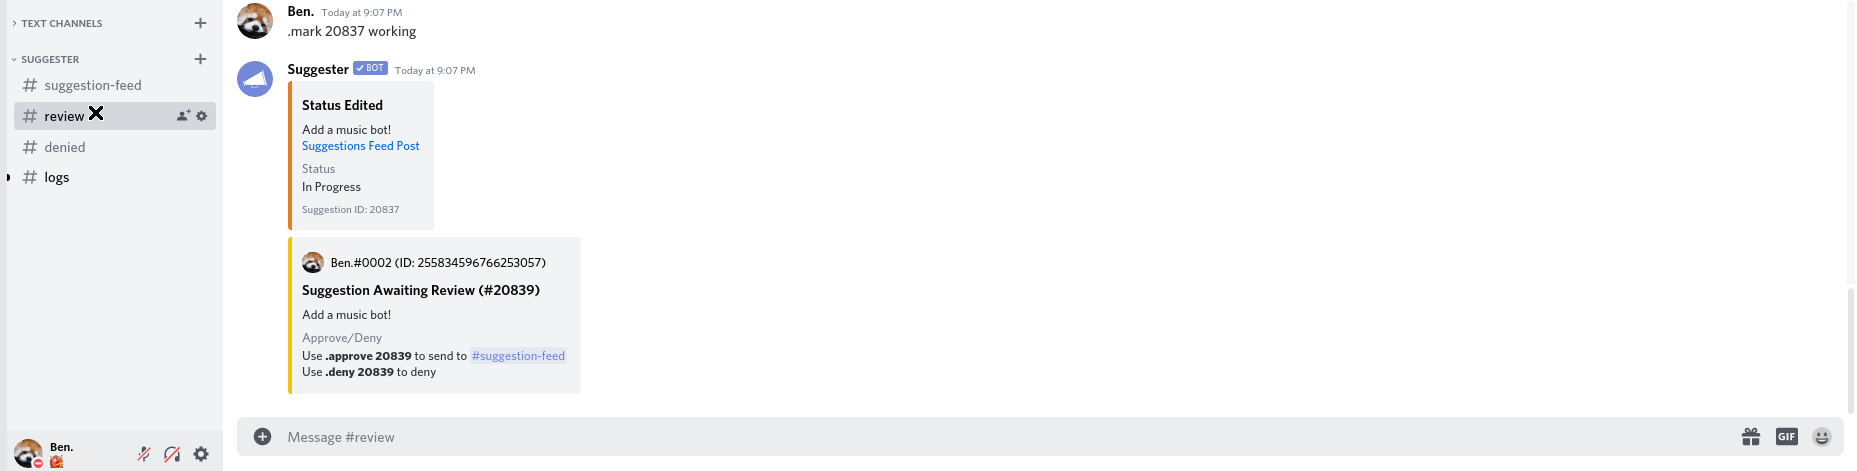 TEXT CHANNELS
SUGGESTER
suggestion-feed
review
denied
logs
Ben.
Ben. Today at 9:07 PM
.mark 20837 working
Suggester BOT Today at 9:07 PM
Status Edited
Add a music bot!
Suggestions Feed Post
Status
In Progress
Suggestion ID: 20837
Ben.#0002 (ID: 255834596766253057)
Suggestion Awaiting Review (#20839)
Add a music bot!
Approve/Deny
Use .approve 20839 to send to #suggestion-feed
Use .deny 20839 to deny
Message #review
GIF